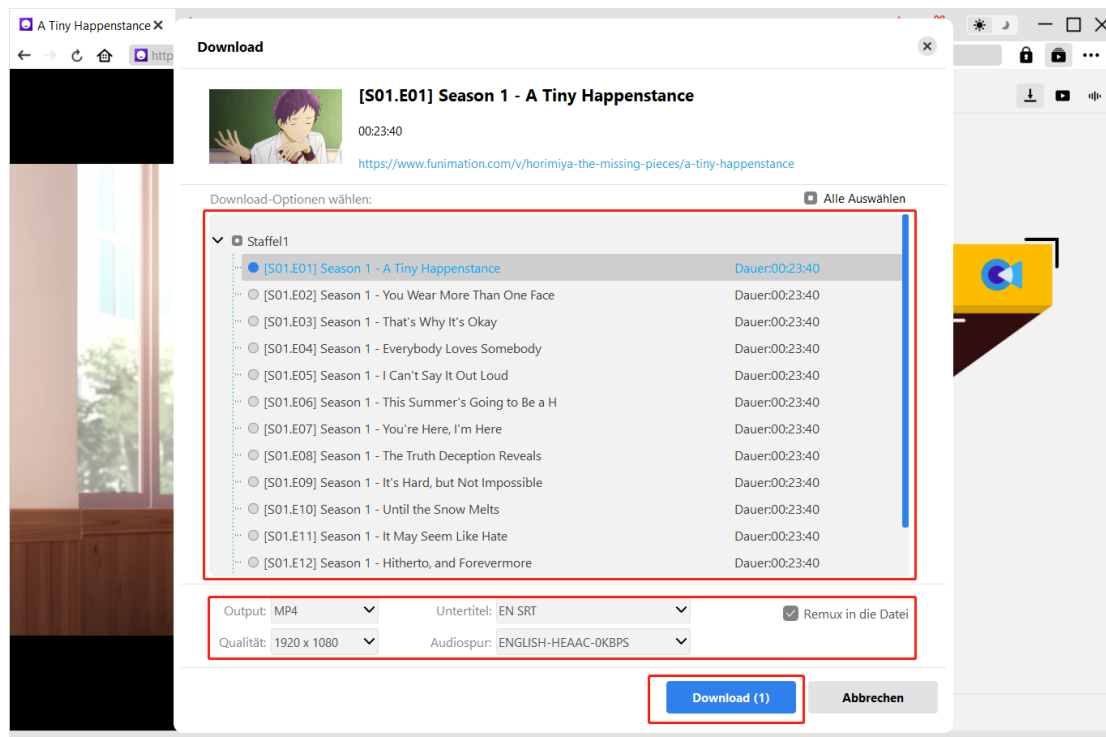 A Tiny Happenstance
http
Download
[S01.E01] Season 1 - A Tiny Happenstance
00:23:40
https://www.funimation.com/v/horimiya-the-missing-pieces/a-tiny-happenstance
Download-Optionen wählen: Alle Auswählen
Staffel1
[S01.E01] Season 1 - A Tiny Happenstance Dauer:00:23:40
[S01.E02] Season 1 - You Wear More Than One Face Dauer:00:23:40
[S01.E03] Season 1 - That's Why It's Okay Dauer:00:23:40
[S01.E04] Season 1 - Everybody Loves Somebody Dauer:00:23:40
[S01.E05] Season 1 - I Can't Say It Out Loud Dauer:00:23:40
[S01.E06] Season 1 - This Summer's Going to Be a H Dauer:00:23:40
[S01.E07] Season 1 - You're Here, I'm Here Dauer:00:23:40
[S01.E08] Season 1 - The Truth Deception Reveals Dauer:00:23:40
[S01.E09] Season 1 - It's Hard, but Not Impossible Dauer:00:23:40
[S01.E10] Season 1 - Until the Snow Melts Dauer:00:23:40
[S01.E11] Season 1 - It May Seem Like Hate Dauer:00:23:40
[S01.E12] Season 1 - Hitherto, and Forevermore Dauer:00:23:40
Output: MP4 Untertitel: EN SRT Remux in die Datei
Qualität: 1920 x 1080 Audiospur: ENGLISH-HEAAC-0KBPS
Download (1) Abbrechen